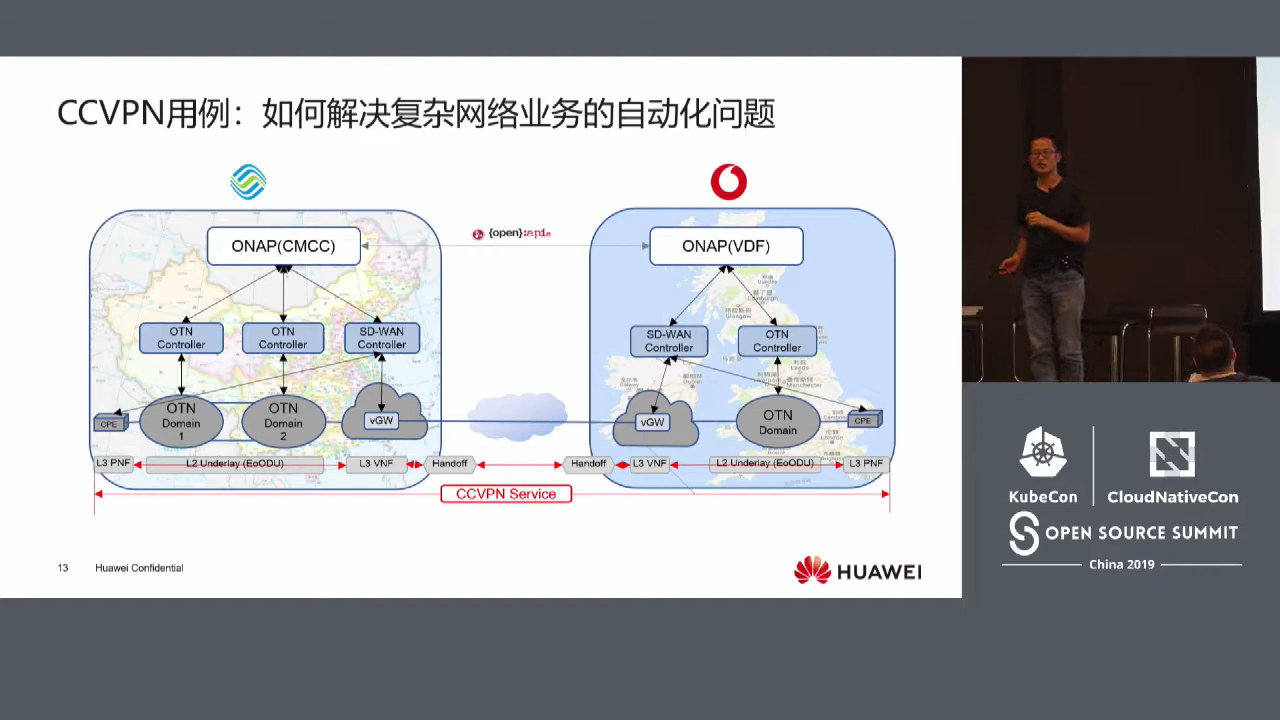 CCVPN用例：如何解决复杂网络业务的自动化问题
ONAP(CMCC)
{open}:apis
ONAP(VDF)
OTN
Controller
OTN
Controller
SD-WAN
Controller
SD-WAN
Controller
OTN
Controller
CPE
OTN
Domain
1
OTN
Domain
2
vGW
vGW
OTN
Domain
CPE
L3 PNF
L2 Underlay (EoODU)
L3 VNF
Handoff
Handoff
L3 VNF
L2 Underlay (EoODU)
L3 PNF
CCVPN Service
13
Huawei Confidential
HUAWEI
KubeCon
CloudNativeCon
OPEN SOURCE SUMMIT
China 2019